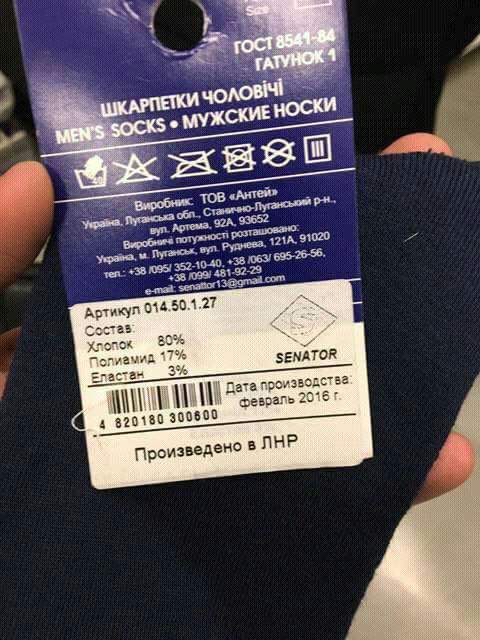 Size
ГОСТ 8541-84
ҐАТУНОК 1
ШКАРПЕТКИ ЧОЛОВІЧІ
MEN'S SOCKS • МУЖСКИЕ НОСКИ
Виробник: ТОВ «Антей»
Україна, Луганська обл., Станично-Луганський р-н.,
вул. Артема, 92А, 93652
Виробничі потужності розташовано:
Україна, м. Луганськ, вул. Руднева, 121А, 91020
тел.: +38 /095/ 352-10-40, +38 /063/ 695-26-56,
+38 /099/ 481-92-29
e-mail: senattor13@gmail.com
Артикул 014.50.1.27
Состав:
Хлопок 80%
Полиамид 17%
Еластан 3%
S
SENATOR
Дата производства:
февраль 2016 г.
4 820180 300600
Произведено в ЛНР